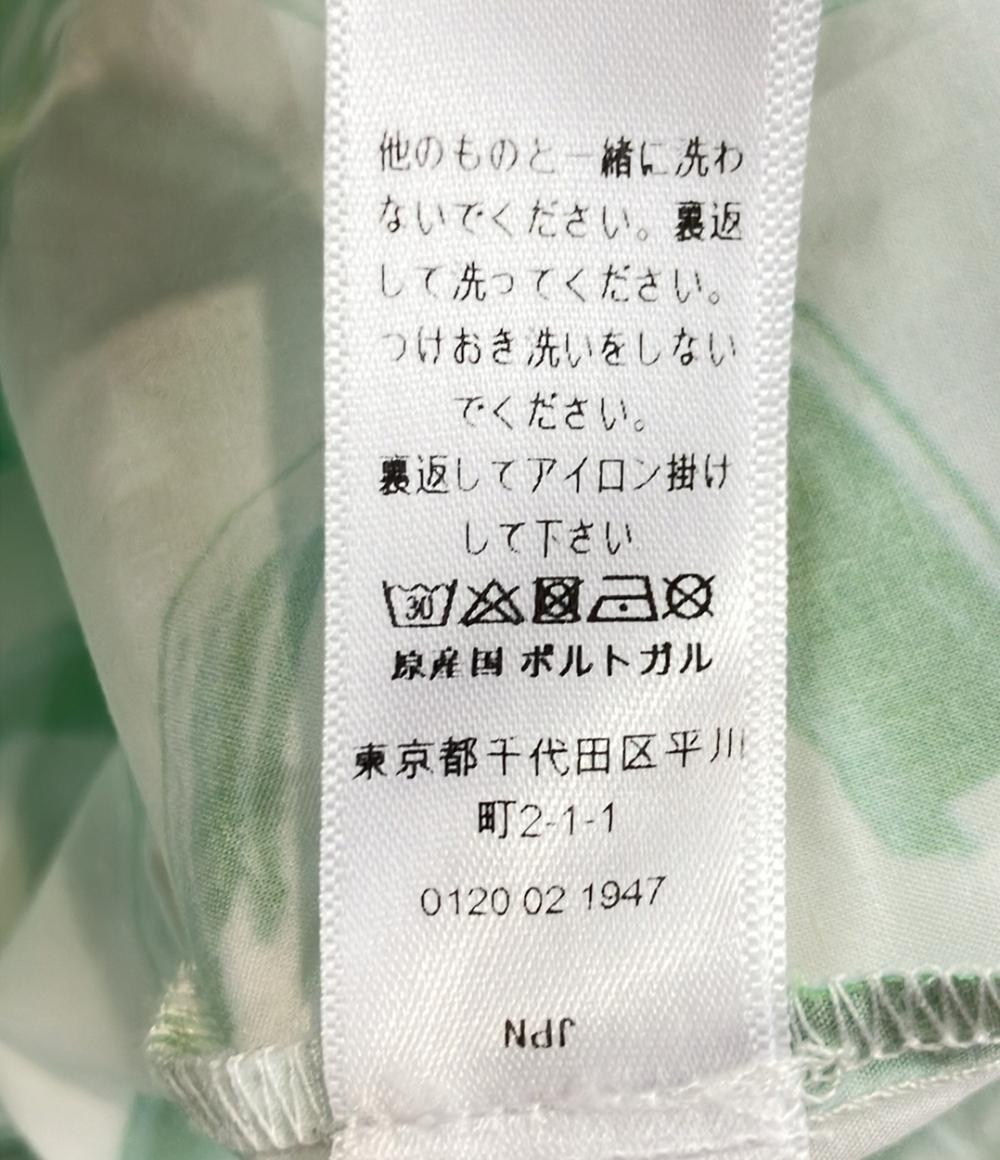 他のものと一緒に洗わ
ないでください。裏返
して洗ってください。
つけおき洗いをしない
でください。
裏返してアイロン掛け
して下さい
30
原産国 ポルトガル
東京都千代田区平川
町2-1-1
0120 02 1947
JPN